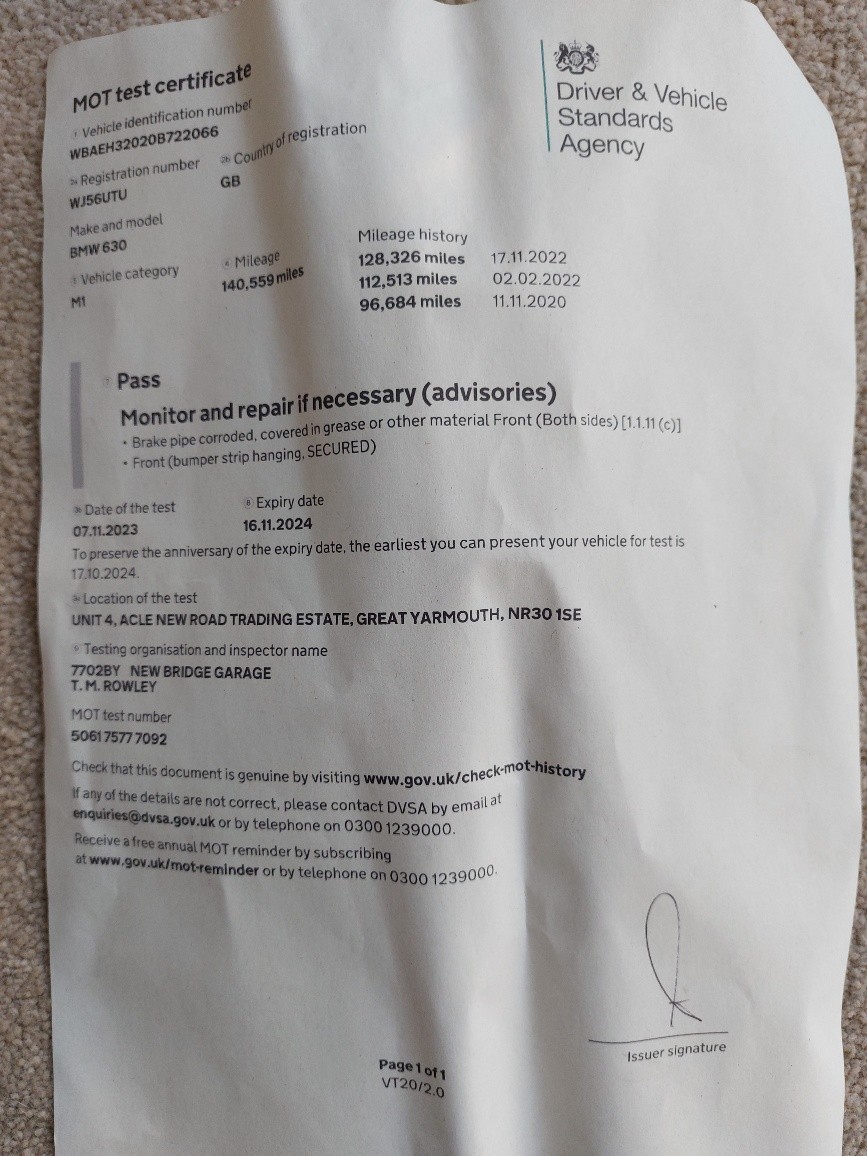 MOT test certificate
Driver & Vehicle
Standards
Agency
Vehicle identification number
WBAEH32020B722066
Registration number
Country of registration
WJ56UTU
GB
Make and model
BMW 630
Vehicle category
Mileage
M1
140,559 miles
Mileage history
128,326 miles 17.11.2022
112,513 miles 02.02.2022
96,684 miles 11.11.2020
Pass
Monitor and repair if necessary (advisories)
• Brake pipe corroded, covered in grease or other material Front (Both sides) [1.1.11 (c)]
• Front (bumper strip hanging, SECURED)
Date of the test
Expiry date
07.11.2023
16.11.2024
To preserve the anniversary of the expiry date, the earliest you can present your vehicle for test is
17.10.2024.
Location of the test
UNIT 4, ACLE NEW ROAD TRADING ESTATE, GREAT YARMOUTH, NR30 1SE
Testing organisation and inspector name
7702BY NEW BRIDGE GARAGE
T. M. ROWLEY
MOT test number
5061 7577 7092
Check that this document is genuine by visiting www.gov.uk/check-mot-history
If any of the details are not correct, please contact DVSA by email at
enquiries@dvsa.gov.uk or by telephone on 0300 1239000.
Receive a free annual MOT reminder by subscribing
at www.gov.uk/mot-reminder or by telephone on 0300 1239000.
Issuer signature
Page 1 of 1
VT20/2.0